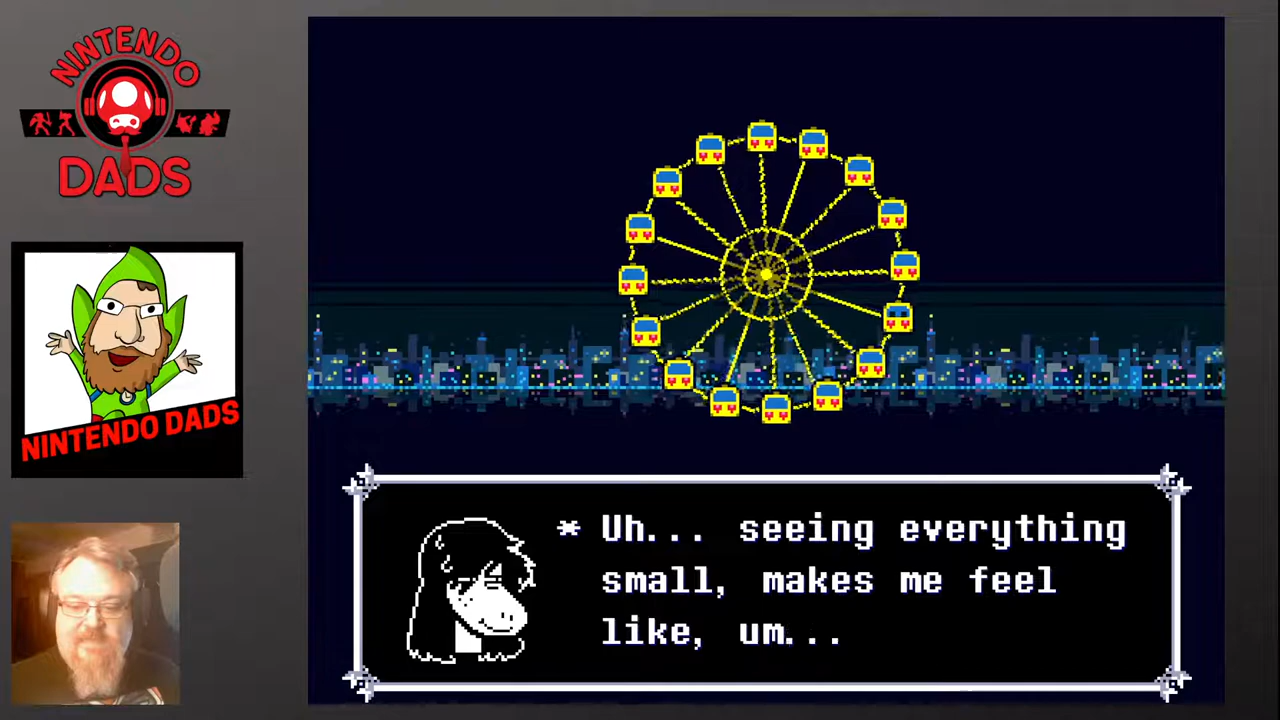 NINTENDO
DADS
NINTENDO DADS
* Uh... seeing everything
small, makes me feel
like, um...